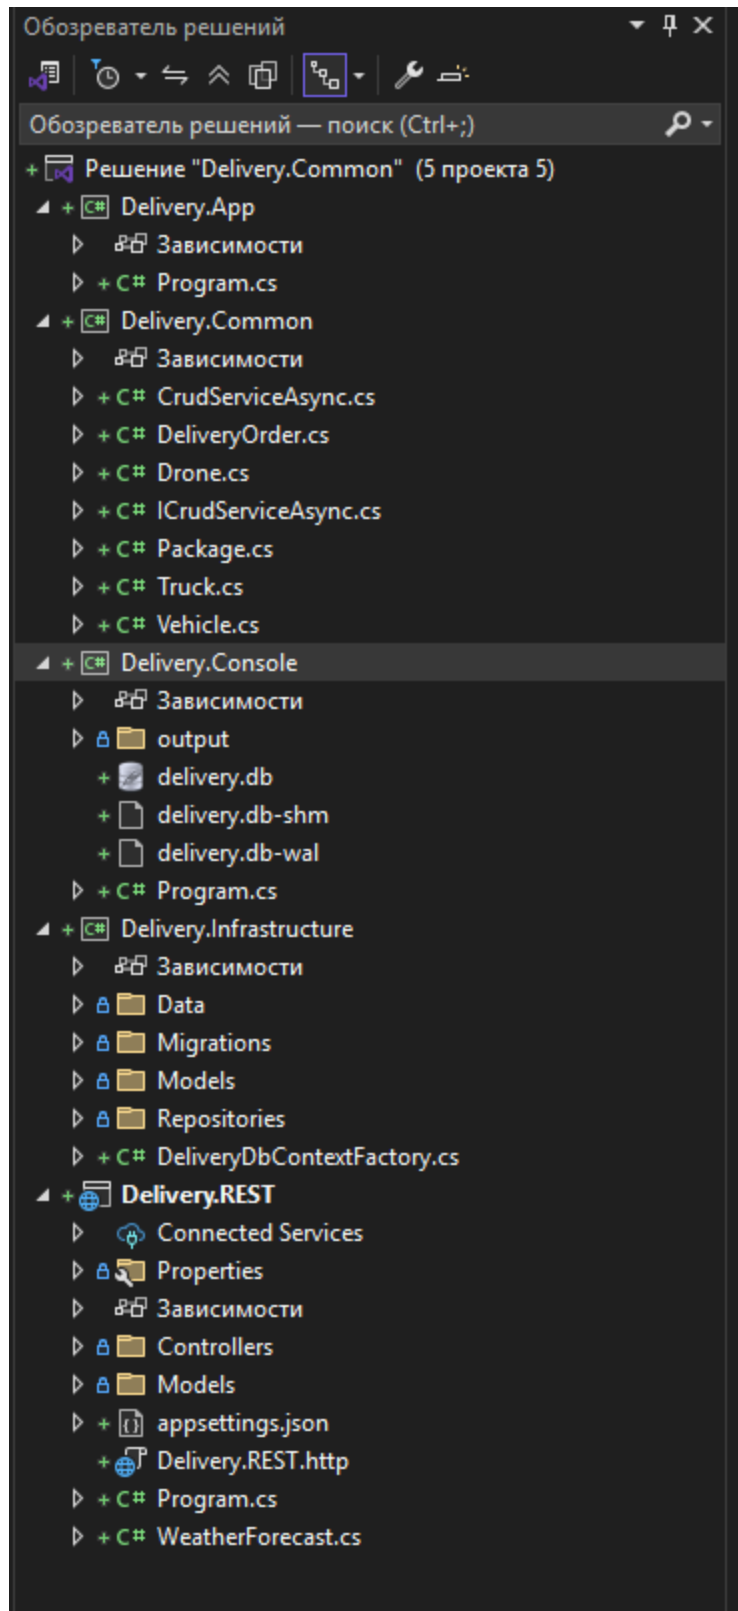 Обозреватель решений
Обозреватель решений — поиск (Ctrl+;)
Решение "Delivery.Common" (5 проекта 5)
C# Delivery.App
Зависимости
C# Program.cs
C# Delivery.Common
Зависимости
C# CrudServiceAsync.cs
C# DeliveryOrder.cs
C# Drone.cs
C# ICrudServiceAsync.cs
C# Package.cs
C# Truck.cs
C# Vehicle.cs
C# Delivery.Console
Зависимости
output
delivery.db
delivery.db-shm
delivery.db-wal
C# Program.cs
C# Delivery.Infrastructure
Зависимости
Data
Migrations
Models
Repositories
C# DeliveryDbContextFactory.cs
Delivery.REST
Connected Services
Properties
Зависимости
Controllers
Models
appsettings.json
Delivery.REST.http
C# Program.cs
C# WeatherForecast.cs